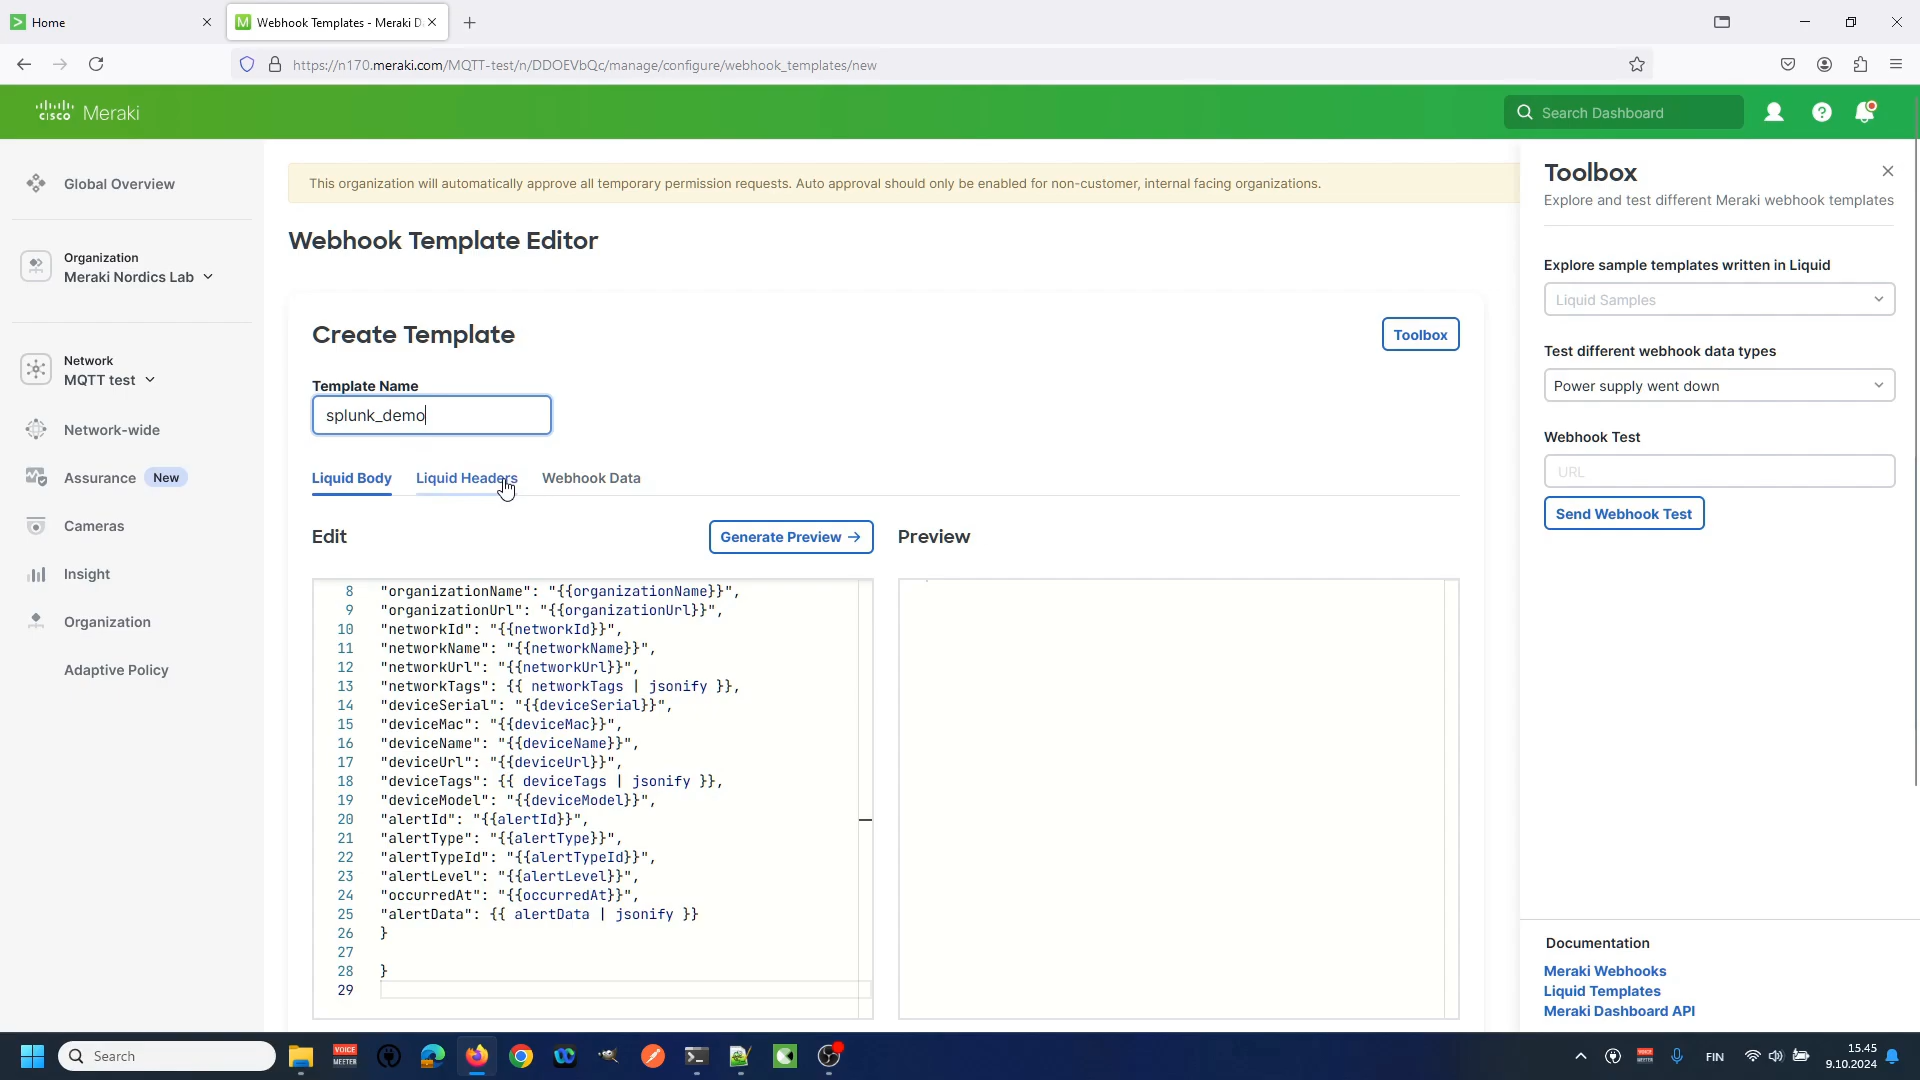 Home
Webhook Templates - Meraki D
https://n170.meraki.com/MQTT-test/n/DDOEVbQc/manage/configure/webhook_templates/new
cisco Meraki
Search Dashboard
Global Overview
Organization
Meraki Nordics Lab
Network
MQTT test
Network-wide
Assurance New
Cameras
Insight
Organization
Adaptive Policy
This organization will automatically approve all temporary permission requests. Auto approval should only be enabled for non-customer, internal facing organizations.
Webhook Template Editor
Create Template
Toolbox
Template Name
splunk_demo
Liquid Body Liquid Headers Webhook Data
Edit
Generate Preview →
Preview
8 "organizationName": "{{organizationName}}",
9 "organizationUrl": "{{organizationUrl}}",
10 "networkId": "{{networkId}}",
11 "networkName": "{{networkName}}",
12 "networkUrl": "{{networkUrl}}",
13 "networkTags": {{ networkTags | jsonify }},
14 "deviceSerial": "{{deviceSerial}}",
15 "deviceMac": "{{deviceMac}}",
16 "deviceName": "{{deviceName}}",
17 "deviceUrl": "{{deviceUrl}}",
18 "deviceTags": {{ deviceTags | jsonify }},
19 "deviceModel": "{{deviceModel}}",
20 "alertId": "{{alertId}}",
21 "alertType": "{{alertType}}",
22 "alertTypeId": "{{alertTypeId}}",
23 "alertLevel": "{{alertLevel}}",
24 "occurredAt": "{{occurredAt}}",
25 "alertData": {{ alertData | jsonify }}
26 }
27
28 }
29
Toolbox
Explore and test different Meraki webhook templates
Explore sample templates written in Liquid
Liquid Samples
Test different webhook data types
Power supply went down
Webhook Test
URL
Send Webhook Test
Documentation
Meraki Webhooks
Liquid Templates
Meraki Dashboard API
Search
VOICE
MEETER
FIN
15.45
9.10.2024